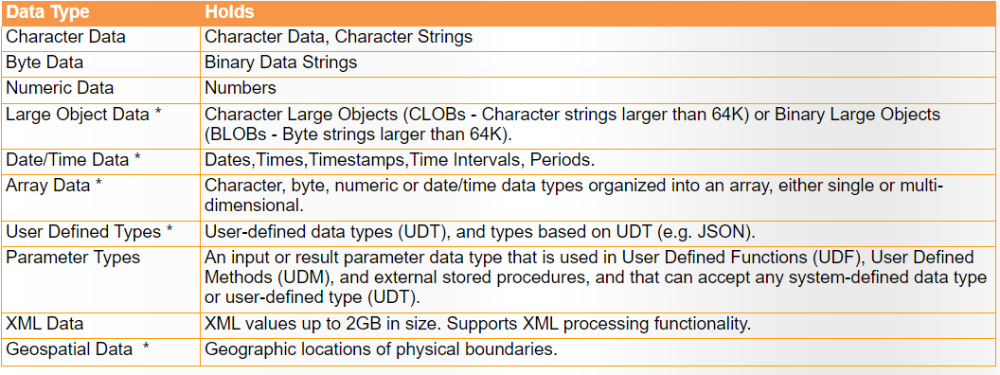 Data Type Holds
Character Data Character Data, Character Strings
Byte Data Binary Data Strings
Numeric Data Numbers
Large Object Data * Character Large Objects (CLOBs - Character strings larger than 64K) or Binary Large Objects
(BLOBs - Byte strings larger than 64K).
Date/Time Data * Dates,Times,Timestamps,Time Intervals, Periods.
Array Data * Character, byte, numeric or date/time data types organized into an array, either single or multi-
dimensional.
User Defined Types * User-defined data types (UDT), and types based on UDT (e.g. JSON).
Parameter Types An input or result parameter data type that is used in User Defined Functions (UDF), User Defined
Methods (UDM), and external stored procedures, and that can accept any system-defined data type
or user-defined type (UDT).
XML Data XML values up to 2GB in size. Supports XML processing functionality.
Geospatial Data * Geographic locations of physical boundaries.